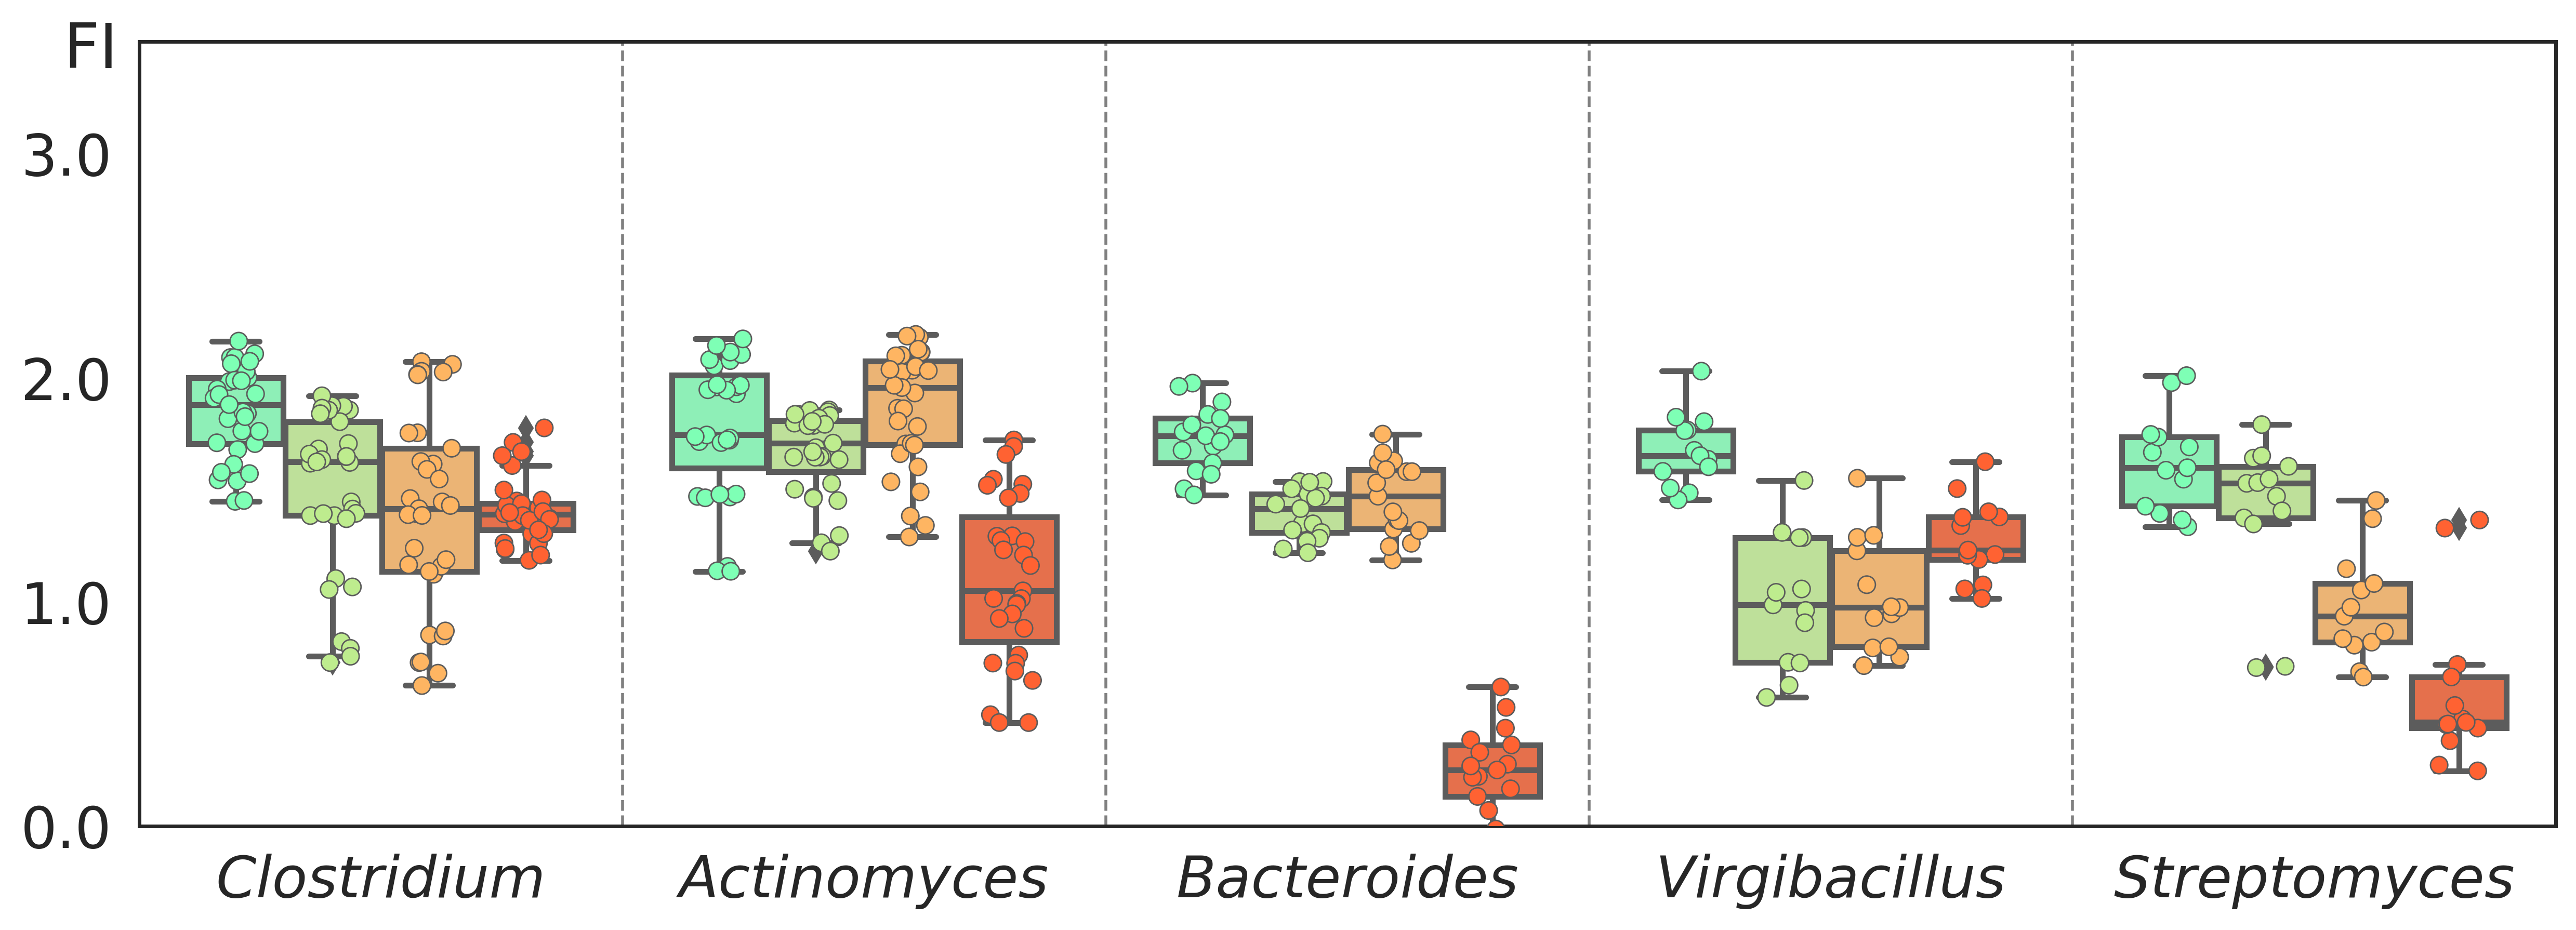 FI
3.0
2.0
1.0
0.0
Clostridium Actinomyces Bacteroides Virgibacillus Streptomyces